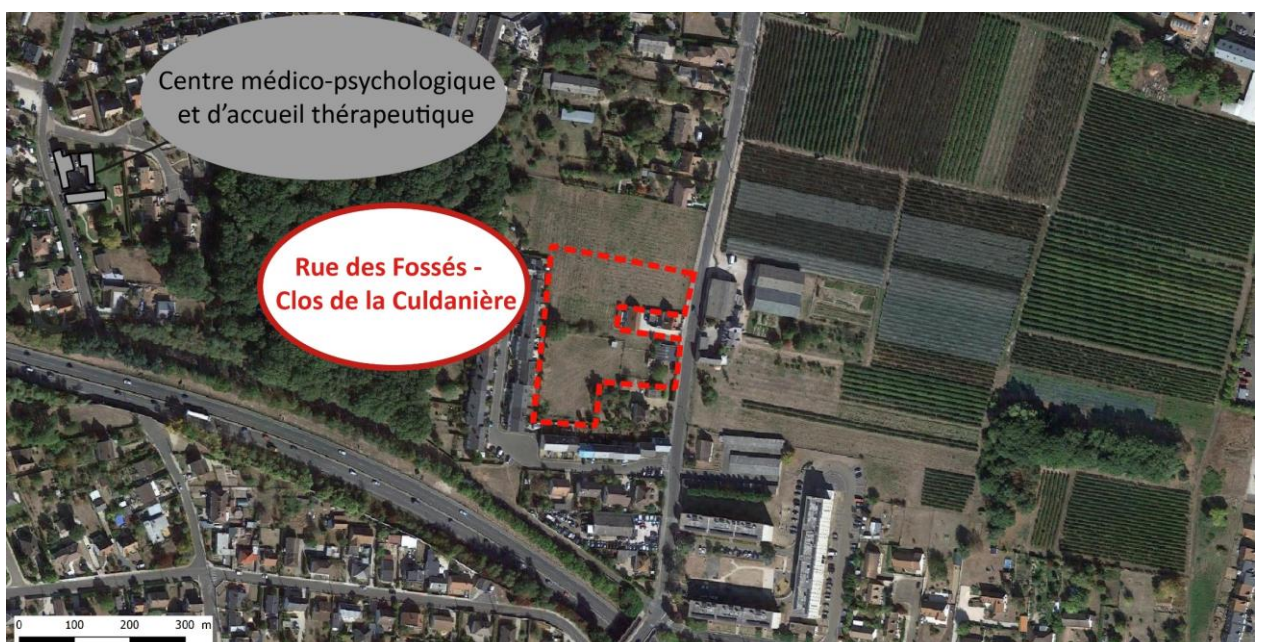 Centre médico-psychologique
et d'accueil thérapeutique
Rue des Fossés -
Clos de la Culdanière
0 100 200 300 m